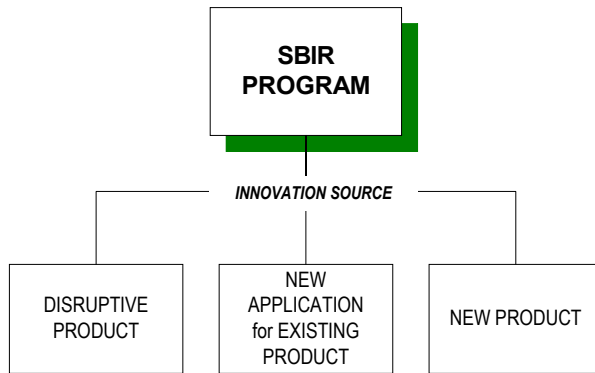 SBIR
PROGRAM
INNOVATION SOURCE
DISRUPTIVE
PRODUCT
NEW
APPLICATION
for EXISTING
PRODUCT
NEW PRODUCT